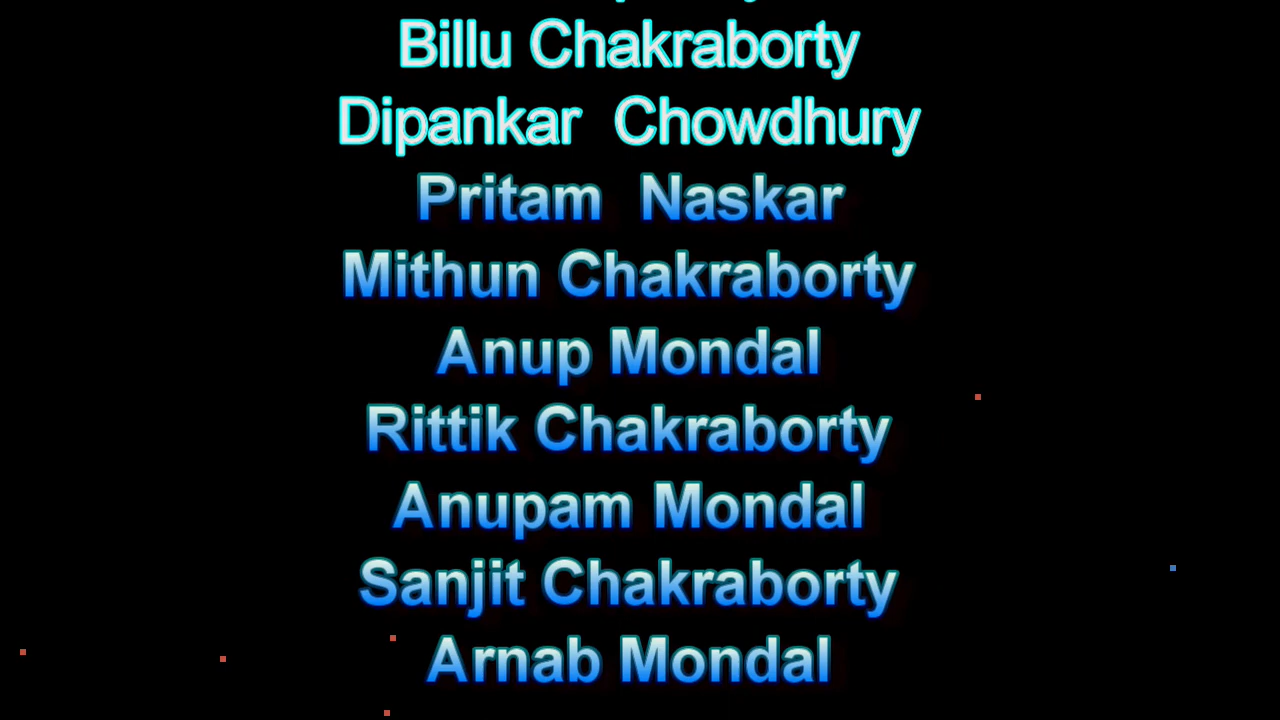 Billu Chakraborty
Dipankar Chowdhury
Pritam Naskar
Mithun Chakraborty
Anup Mondal
Rittik Chakraborty
Anupam Mondal
Sanjit Chakraborty
Arnab Mondal